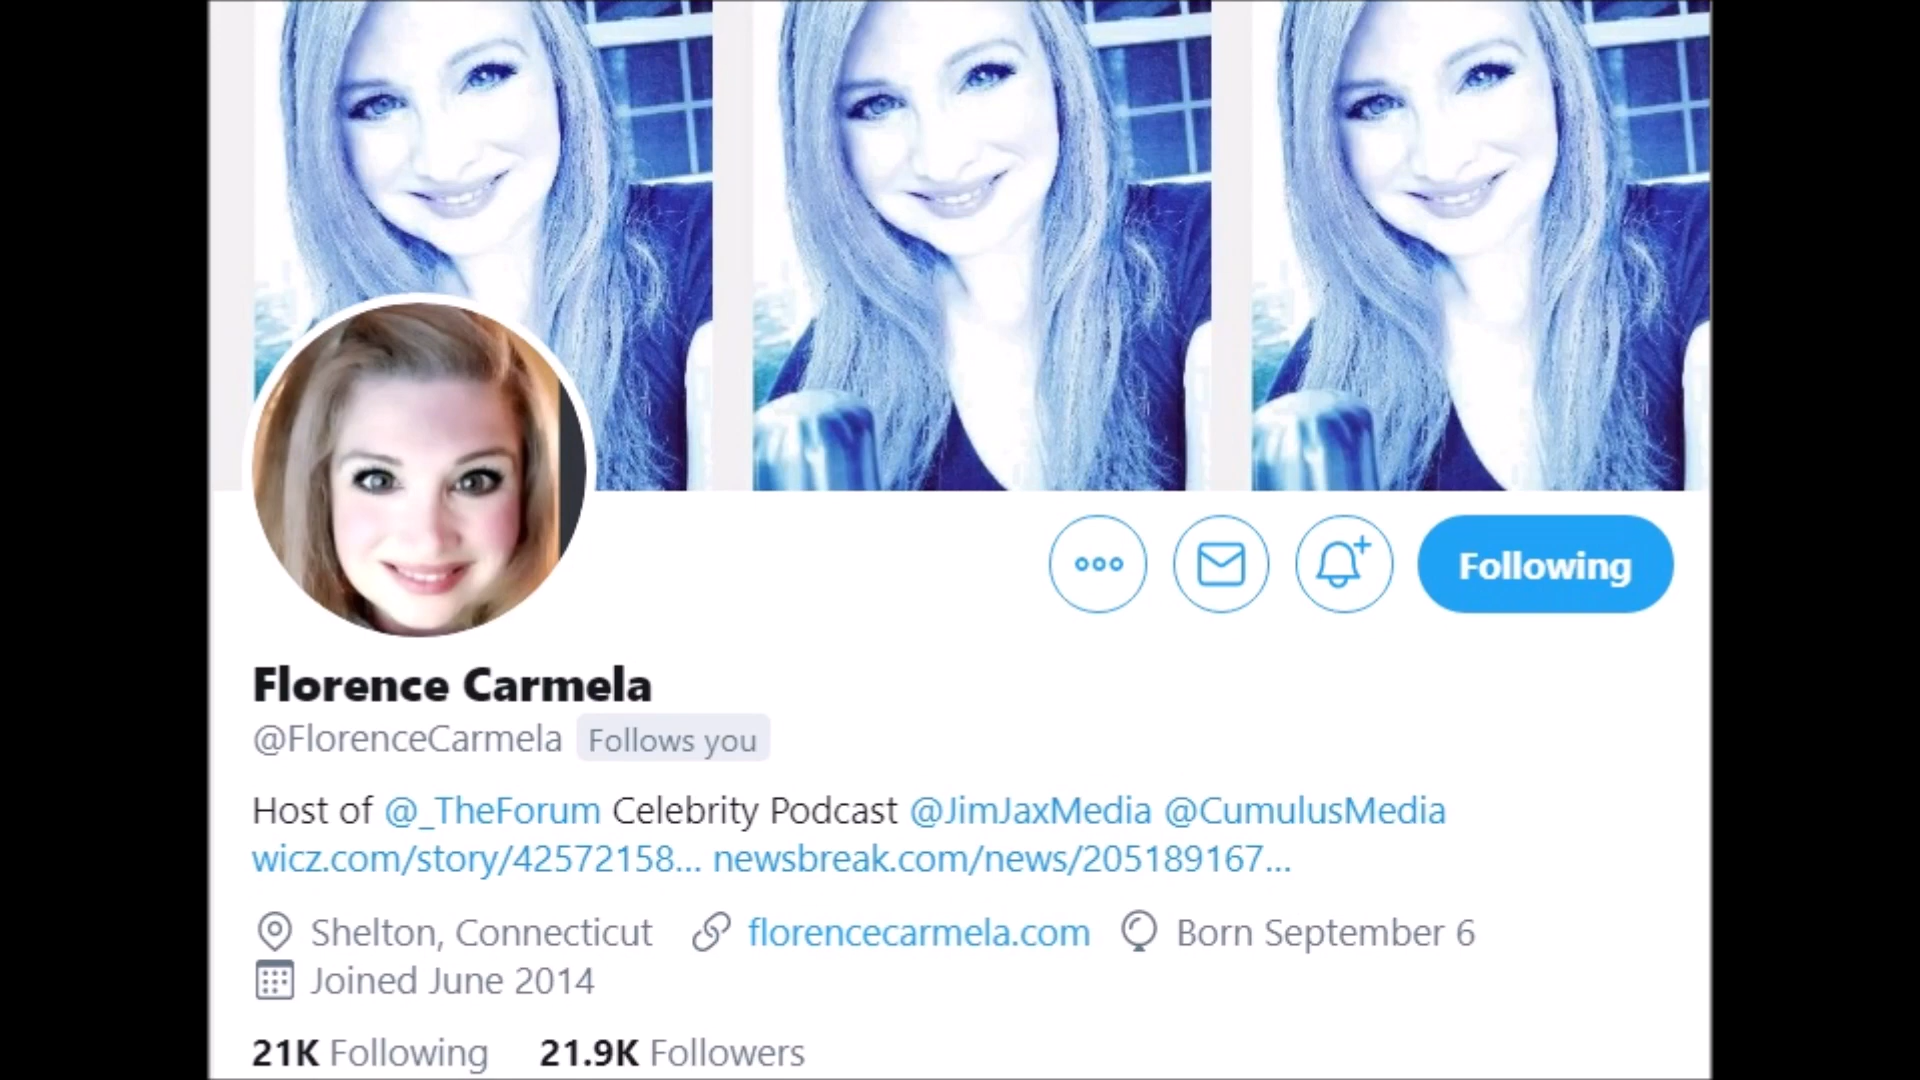 Following
Florence Carmela
@FlorenceCarmela Follows you
Host of @_TheForum Celebrity Podcast @JimJaxMedia @CumulusMedia
wicz.com/story/42572158... newsbreak.com/news/205189167...
Shelton, Connecticut florencecarmela.com Born September 6
Joined June 2014
21K Following 21.9K Followers